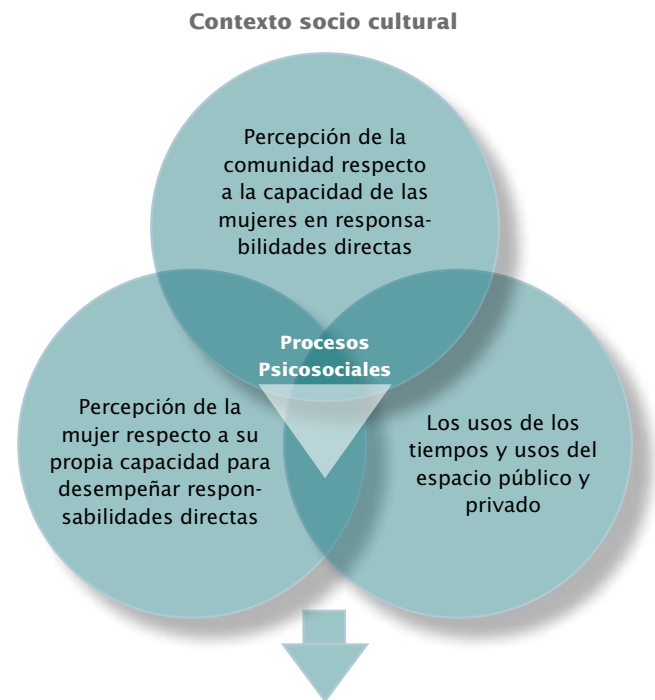 Contexto socio cultural
Percepción de la
comunidad respecto
a la capacidad de las
mujeres en responsa-
bilidades directas
Procesos
Psicosociales
Percepción de la
mujer respecto a su
propia capacidad para
desempeñar respon-
sabilidades directas
Los usos de los
tiempos y usos del
espacio público y
privado